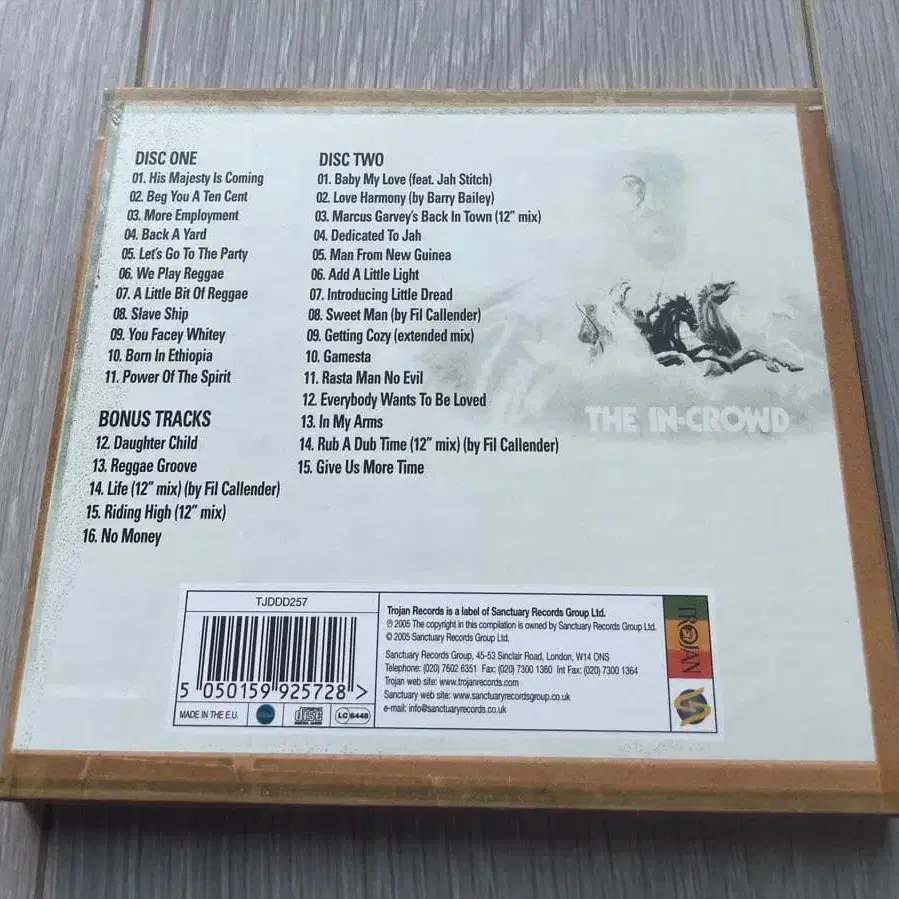 DISC ONE
01. His Majesty Is Coming
02. Beg You A Ten Cent
03. More Employment
04. Back A Yard
05. Let's Go To The Party
06. We Play Reggae
07. A Little Bit Of Reggae
08. Slave Ship
09. You Facey Whitey
10. Born In Ethiopia
11. Power Of The Spirit
BONUS TRACKS
12. Daughter Child
13. Reggae Groove
14. Life (12" mix) (by Fil Callender)
15. Riding High (12" mix)
16. No Money
DISC TWO
01. Baby My Love (feat. Jah Stitch)
02. Love Harmony (by Barry Bailey)
03. Marcus Garvey's Back In Town (12" mix)
04. Dedicated To Jah
05. Man From New Guinea
06. Add A Little Light
07. Introducing Little Dread
08. Sweet Man (by Fil Callender)
09. Getting Cozy (extended mix)
10. Gamesta
11. Rasta Man No Evil
12. Everybody Wants To Be Loved
13. In My Arms
14. Rub A Dub Time (12" mix) (by Fil Callender)
15. Give Us More Time
THE IN-CROWD
TJDDD257
5 050159 925728 >
MADE IN THE E.U.
disc
LC 6448
Trojan Records is a label of Sanctuary Records Group Ltd.
℗ 2005 The copyright in this compilation is owned by Sanctuary Records Group Ltd.
© 2005 Sanctuary Records Group Ltd.
Sanctuary Records Group, 45-53 Sinclair Road, London, W14 ONS
Telephone: (020) 7602 6351 Fax: (020) 7300 1360 Int Fax: (020) 7300 1364
Trojan web site: www.trojanrecords.com
Sanctuary web site: www.sanctuaryrecordsgroup.co.uk
e-mail: info@sanctuaryrecords.co.uk
TROJAN